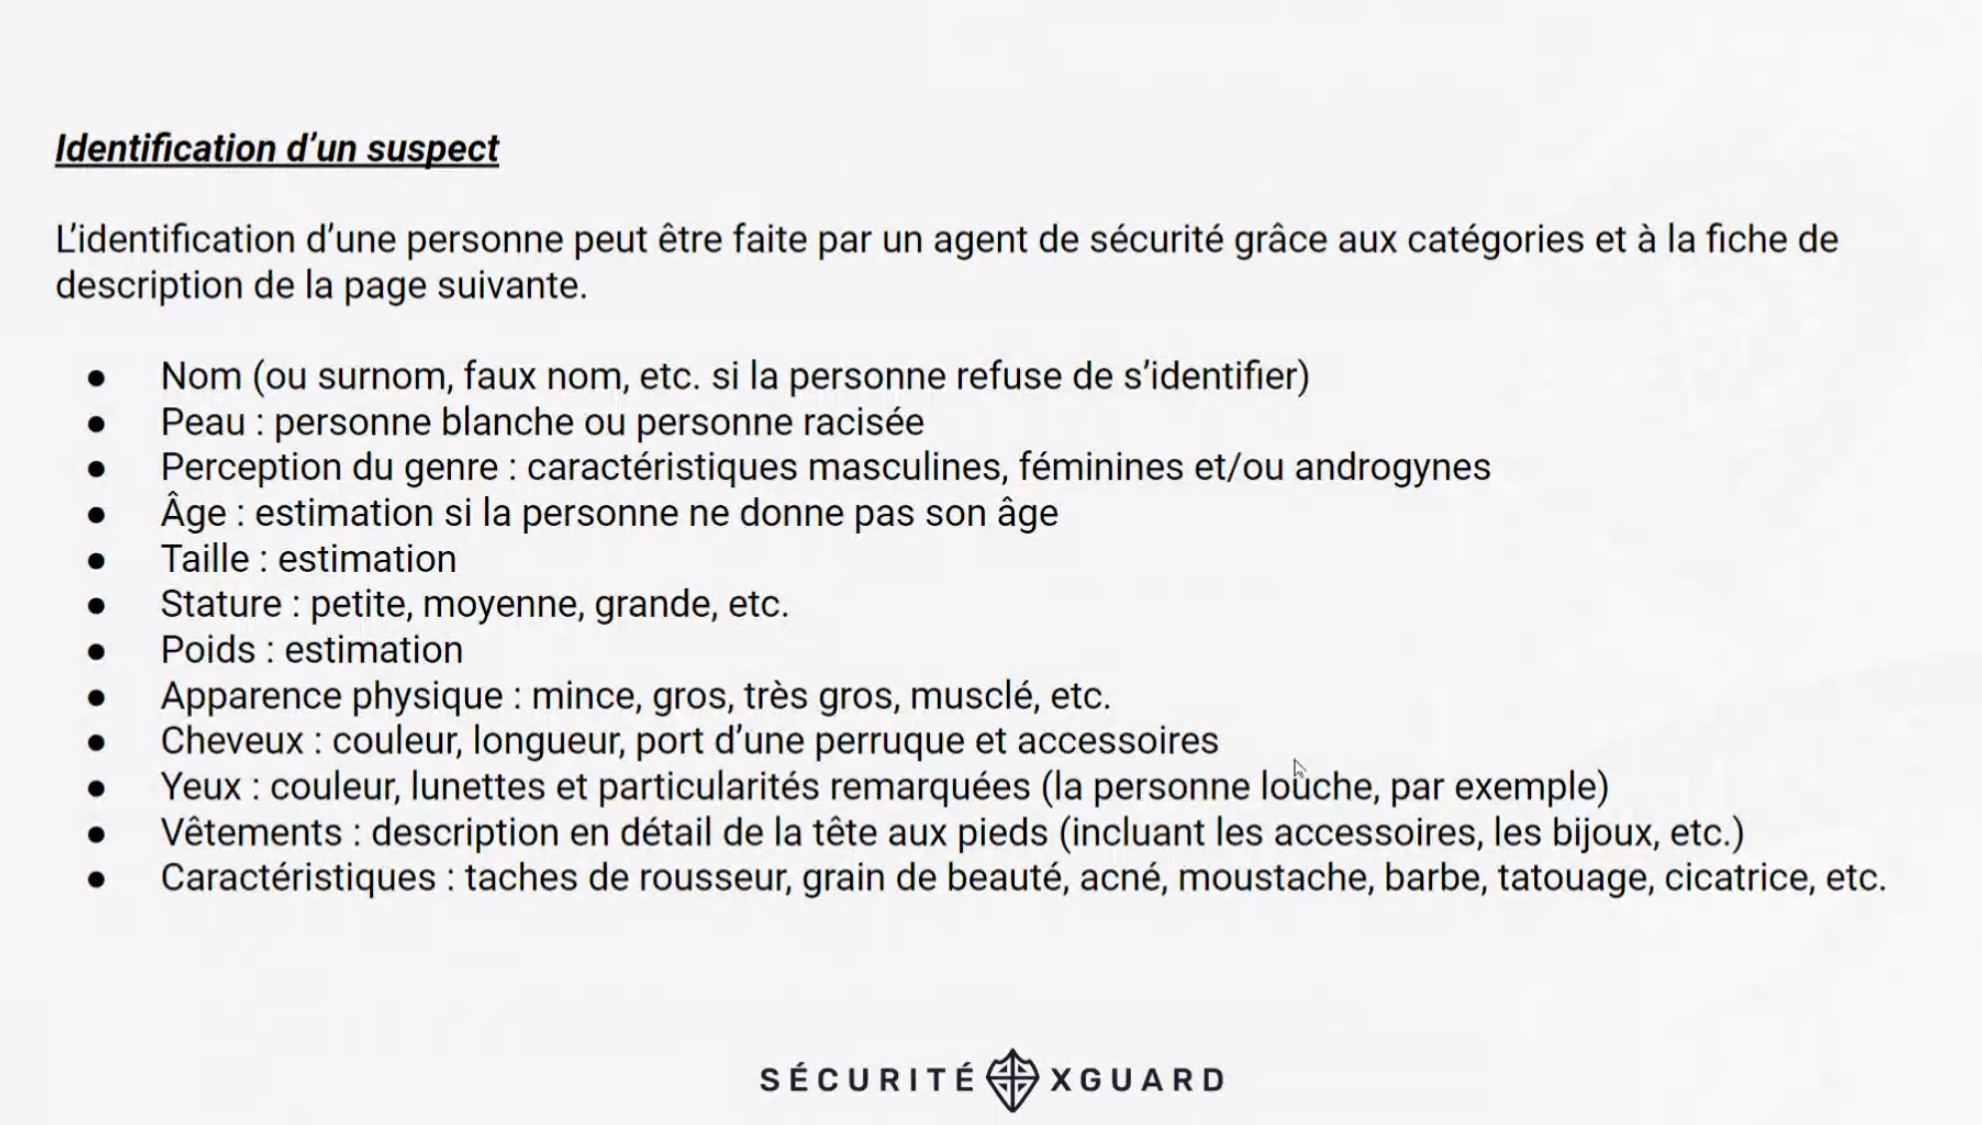 Identification d’un suspect
L’identification d’une personne peut être faite par un agent de sécurité grâce aux catégories et à la fiche de
description de la page suivante.
● Nom (ou surnom, faux nom, etc. si la personne refuse de s’identifier)
● Peau : personne blanche ou personne racisée
● Perception du genre : caractéristiques masculines, féminines et/ou androgynes
● Âge : estimation si la personne ne donne pas son âge
● Taille : estimation
● Stature : petite, moyenne, grande, etc.
● Poids : estimation
● Apparence physique : mince, gros, très gros, musclé, etc.
● Cheveux : couleur, longueur, port d’une perruque et accessoires
● Yeux : couleur, lunettes et particularités remarquées (la personne louche, par exemple)
● Vêtements : description en détail de la tête aux pieds (incluant les accessoires, les bijoux, etc.)
● Caractéristiques : taches de rousseur, grain de beauté, acné, moustache, barbe, tatouage, cicatrice, etc.
SÉCURITÉ XGUARD